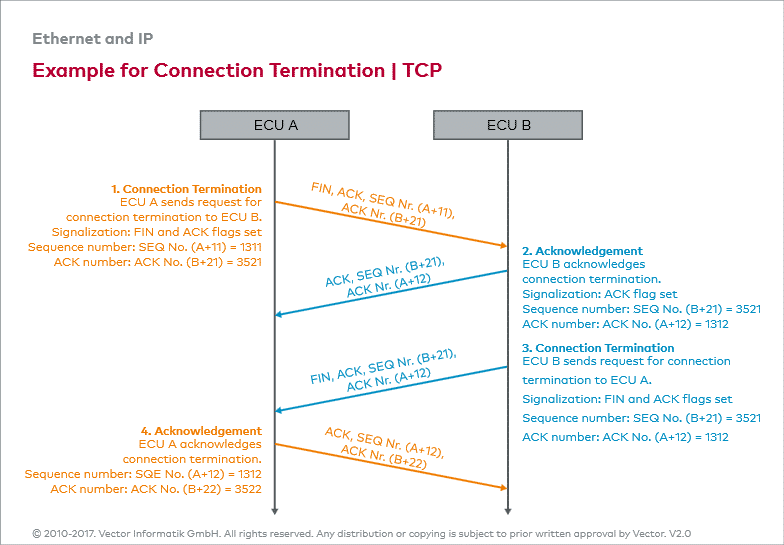 Ethernet and IP
Example for Connection Termination | TCP
ECU A
ECU B
1. Connection Termination
ECU A sends request for
connection termination to ECU B.
Signalization: FIN and ACK flags set
Sequence number: SEQ No. (A+11) = 1311
ACK number: ACK No. (B+21) = 3521
FIN, ACK, SEQ Nr. (A+11),
ACK Nr. (B+21)
2. Acknowledgement
ECU B acknowledges
connection termination.
Signalization: ACK flag set
Sequence number: SEQ No. (B+21) = 3521
ACK number: ACK No. (A+12) = 1312
ACK, SEQ Nr. (B+21),
ACK Nr. (A+12)
3. Connection Termination
ECU B sends request for connection
termination to ECU A.
Signalization: FIN and ACK flags set
Sequence number: SEQ No. (B+21) = 3521
ACK number: ACK No. (A+12) = 1312
FIN, ACK, SEQ Nr. (B+21),
ACK Nr. (A+12)
4. Acknowledgement
ECU A acknowledges
connection termination.
Sequence number: SQE No. (A+12) = 1312
ACK number: ACK No. (B+22) = 3522
ACK, SEQ Nr. (A+12),
ACK Nr. (B+22)
© 2010-2017. Vector Informatik GmbH. All rights reserved. Any distribution or copying is subject to prior written approval by Vector. V2.0